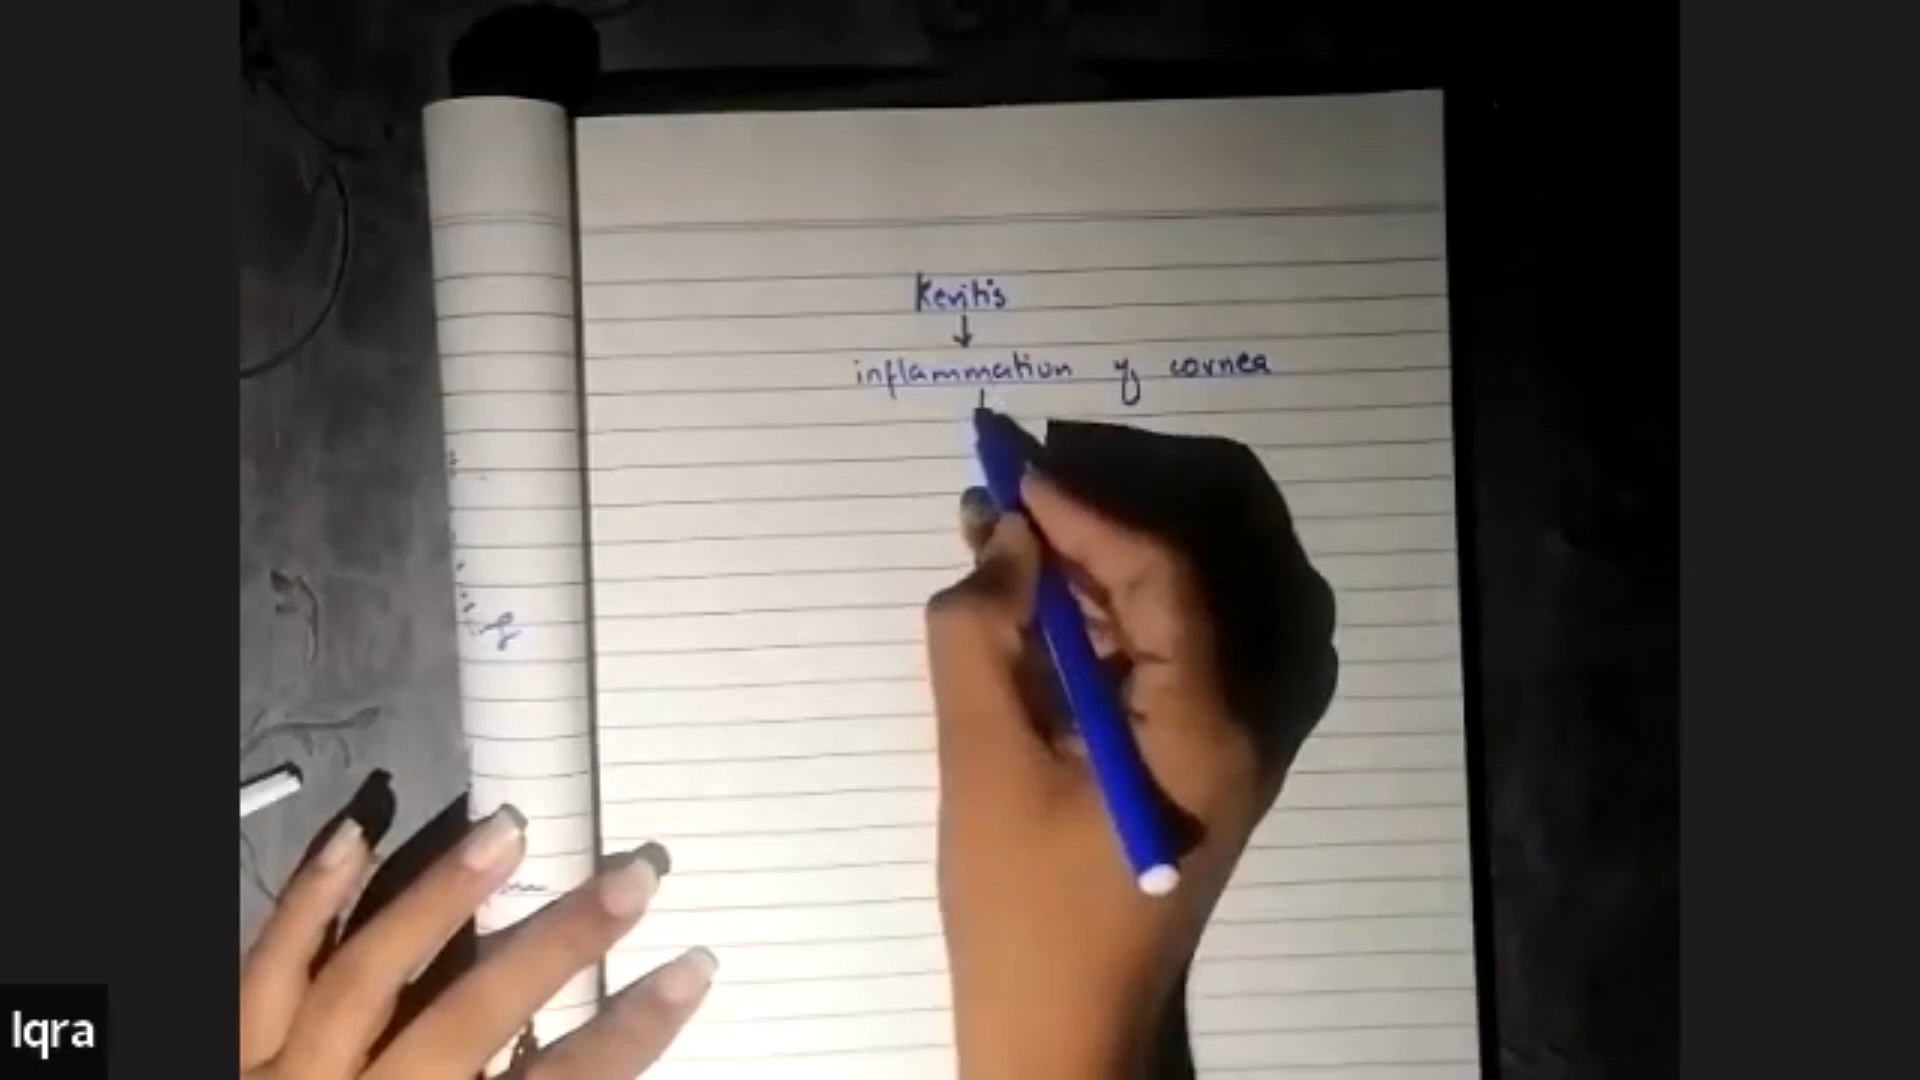 Keritis
↓
inflammation of cornea
Iqra